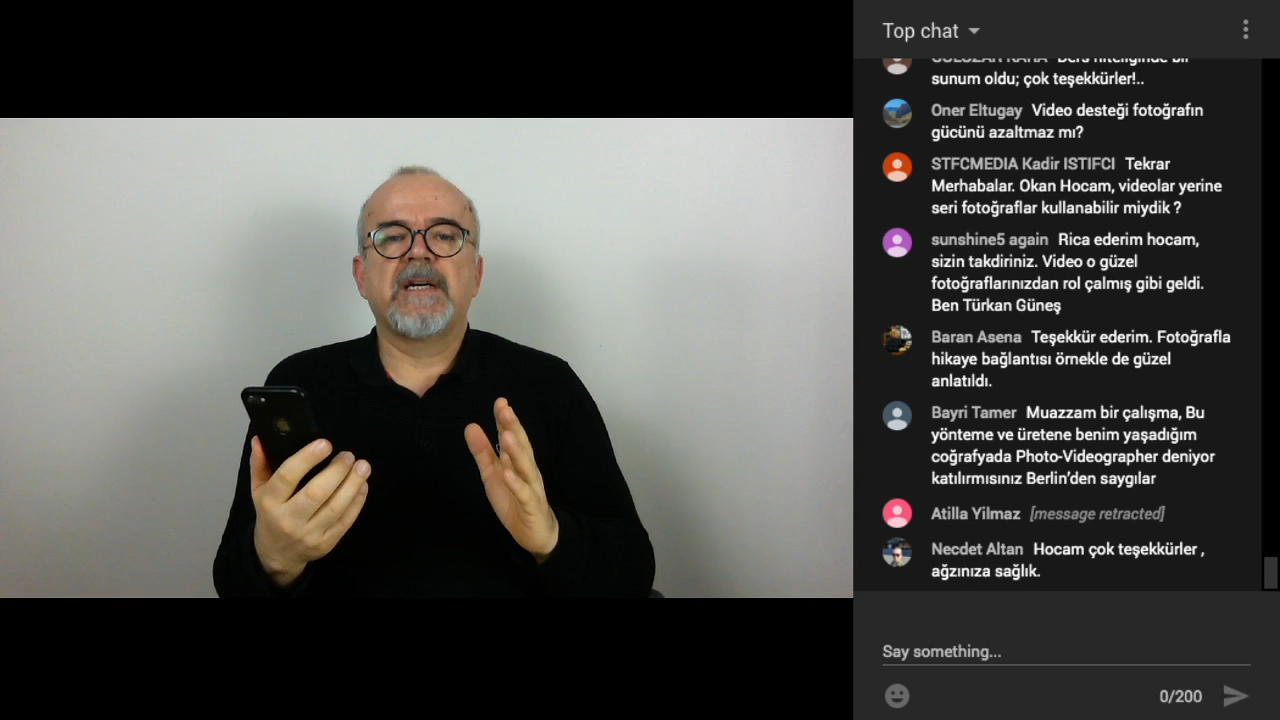 Top chat
Ders niteliğinde bir
sunum oldu; çok teşekkürler!..
Oner Eltugay Video desteği fotoğrafın
gücünü azaltmaz mı?
STFCMEDIA Kadir ISTIFCI Tekrar
Merhabalar. Okan Hocam, videolar yerine
seri fotoğraflar kullanabilir miydik ?
sunshine5 again Rica ederim hocam,
sizin takdiriniz. Video o güzel
fotoğraflarınızdan rol çalmış gibi geldi.
Ben Türkan Güneş
Baran Asena Teşekkür ederim. Fotoğrafla
hikaye bağlantısı örnekle de güzel
anlatıldı.
Bayri Tamer Muazzam bir çalışma, Bu
yönteme ve üretene benim yaşadığım
coğrafyada Photo-Videographer deniyor
katılırmısınız Berlin’den saygılar
Atilla Yilmaz [message retracted]
Necdet Altan Hocam çok teşekkürler ,
ağzınıza sağlık.
Say something...
0/200